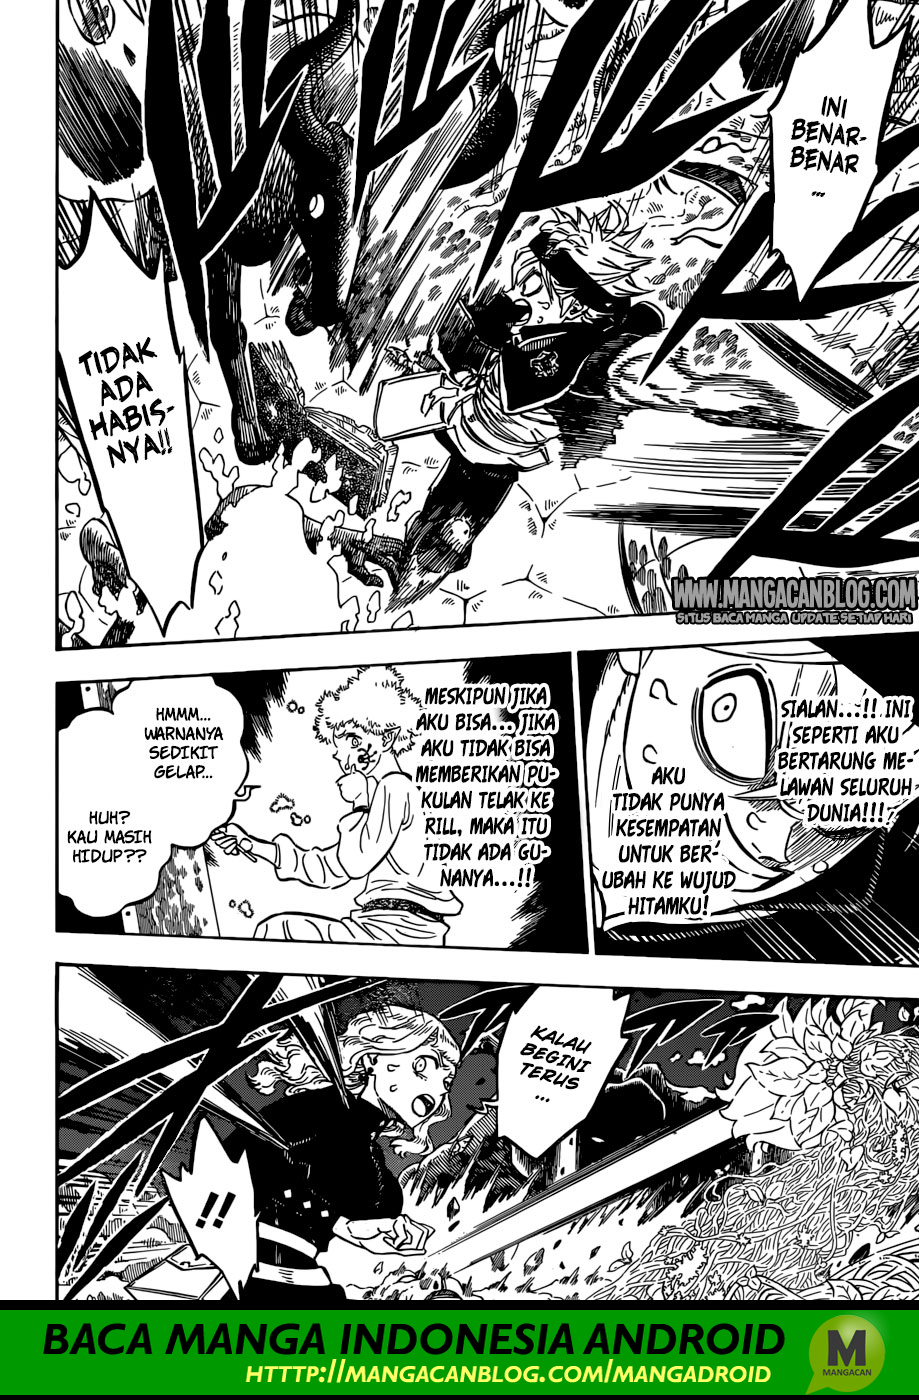 INI
BENAR-
BENAR
...
TIDAK
ADA
HABIS-
NYA!!
WWW.MANGACANBLOG.COM
SITUS BACA MANGA UPDATE SETIAP HARI
SIALAN...!! INI
SEPERTI AKU
BERTARUNG ME-
LAWAN SELURUH
DUNIA!!!
AKU
TIDAK PUNYA
KESEMPATAN
UNTUK BER-
UBAH KE WUJUD
HITAMKU!
MESKIPUN JIKA
AKU BISA... JIKA
AKU TIDAK BISA
MEMBERIKAN PU-
KULAN TELAK KE
RILL, MAKA ITU
TIDAK ADA GU-
NANYA...!!
HMMM...
WARNANYA
SEDIKIT
GELAP...
HUH?
KAU MASIH
HIDUP??
KALAU
BEGINI
TERUS
...
!!
BACA MANGA INDONESIA ANDROID
HTTTP://MANGACANBLOG.COM/MANGADROID
M
MANGACAN